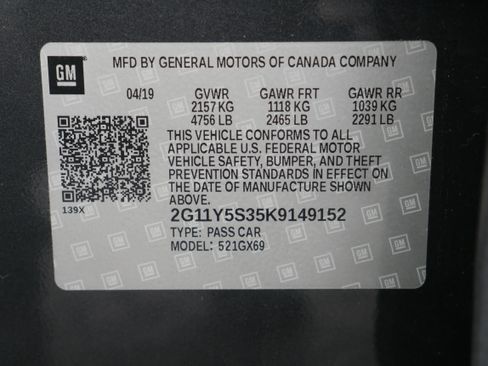 GM
MFD BY GENERAL MOTORS OF CANADA COMPANY
04/19 GVWR GAWR FRT GAWR RR
2157 KG 1118 KG 1039 KG
4756 LB 2465 LB 2291 LB
THIS VEHICLE CONFORMS TO ALL
APPLICABLE U.S. FEDERAL MOTOR
VEHICLE SAFETY, BUMPER, AND THEFT
PREVENTION STANDARDS IN EFFECT ON
THE DATE OF MANUFACTURE SHOWN
ABOVE.
139X
2G11Y5S35K9149152
TYPE: PASS CAR
MODEL: 521GX69